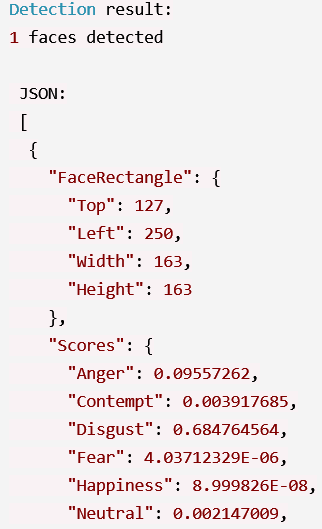 Detection result:
1 faces detected
JSON:
[
{
"FaceRectangle": {
"Top": 127,
"Left": 250,
"Width": 163,
"Height": 163
},
"Scores": {
"Anger": 0.09557262,
"Contempt": 0.003917685,
"Disgust": 0.684764564,
"Fear": 4.03712329E-06,
"Happiness": 8.999826E-08,
"Neutral": 0.002147009,